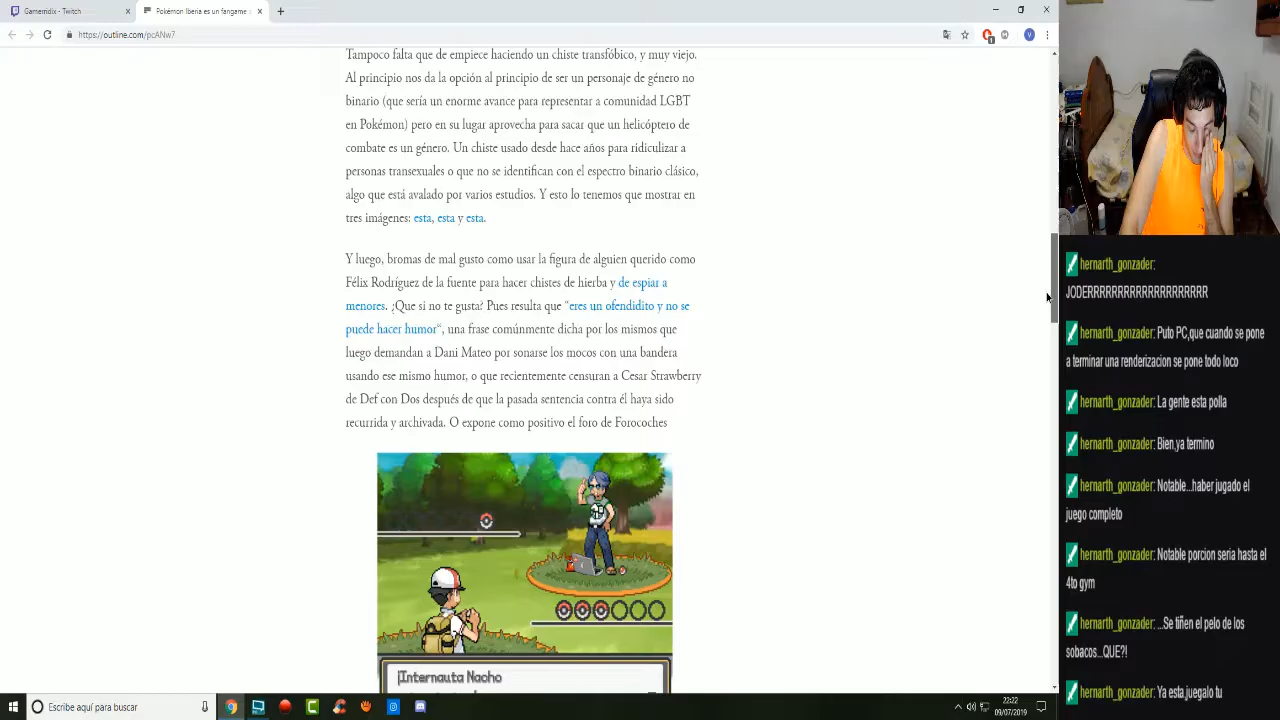 Gamerridix - Twitch
Pokémon Iberia es un fangame
https://outline.com/pcANw7
Tampoco falta que de empiece haciendo un chiste transfóbico, y muy viejo.
Al principio nos da la opción al principio de ser un personaje de género no
binario (que sería un enorme avance para representar a comunidad LGBT
en Pokémon) pero en su lugar aprovecha para sacar que un helicóptero de
combate es un género. Un chiste usado desde hace años para ridiculizar a
personas transexuales o que no se identifican con el espectro binario clásico,
algo que está avalado por varios estudios. Y esto lo tenemos que mostrar en
tres imágenes: esta, esta y esta.
Y luego, bromas de mal gusto como usar la figura de alguien querido como
Félix Rodríguez de la fuente para hacer chistes de hierba y de espiar a
menores. ¿Que si no te gusta? Pues resulta que “eres un ofendidito y no se
puede hacer humor“, una frase comúnmente dicha por los mismos que
luego demandan a Dani Mateo por sonarse los mocos con una bandera
usando ese mismo humor, o que recientemente censuran a Cesar Strawberry
de Def con Dos después de que la pasada sentencia contra él haya sido
recurrida y archivada. O expone como positivo el foro de Forocoches
Internauta Nacho
hernarth_gonzader:
JODERRRRRRRRRRRRRRRRRRRR
hernarth_gonzader: Puto PC,que cuando se pone
a terminar una renderizacion se pone todo loco
hernarth_gonzader: La gente esta polla
hernarth_gonzader: Bien,ya termino
hernarth_gonzader: Notable...haber jugado el
juego completo
hernarth_gonzader: Notable porcion seria hasta el
4to gym
hernarth_gonzader: ...Se tiñen el pelo de los
sobacos...QUE?!
hernarth_gonzader: Ya esta,juegalo tu
Escribe aquí para buscar
22:22
09/07/2019